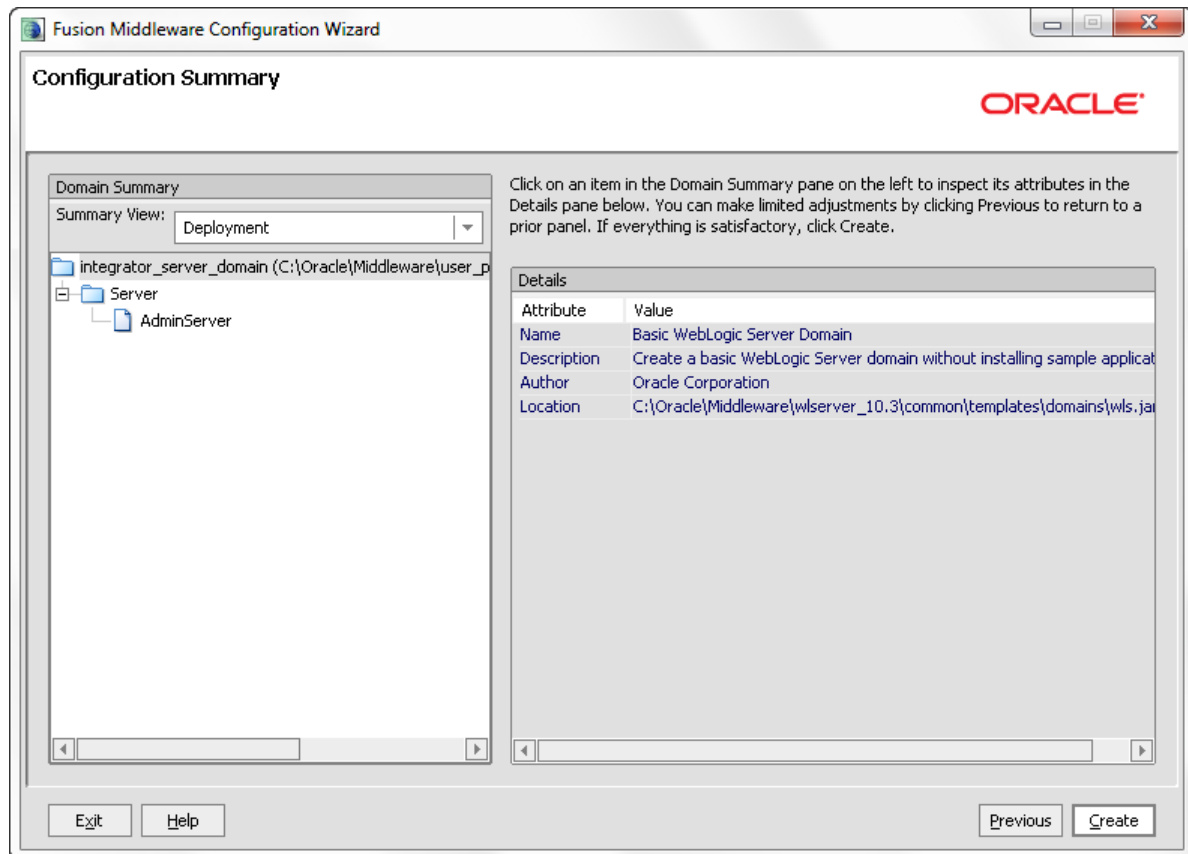 Fusion Middleware Configuration Wizard
Configuration Summary
ORACLE
Domain Summary
Summary View:
Deployment
integrator_server_domain (C:\Oracle\Middleware\user_p
Server
AdminServer
Click on an item in the Domain Summary pane on the left to inspect its attributes in the
Details pane below. You can make limited adjustments by clicking Previous to return to a
prior panel. If everything is satisfactory, click Create.
Details
Attribute Value
Name Basic WebLogic Server Domain
Description Create a basic WebLogic Server domain without installing sample applicat
Author Oracle Corporation
Location C:\Oracle\Middleware\wlserver_10.3\common\templates\domains\wls.jar
Exit Help Previous Create